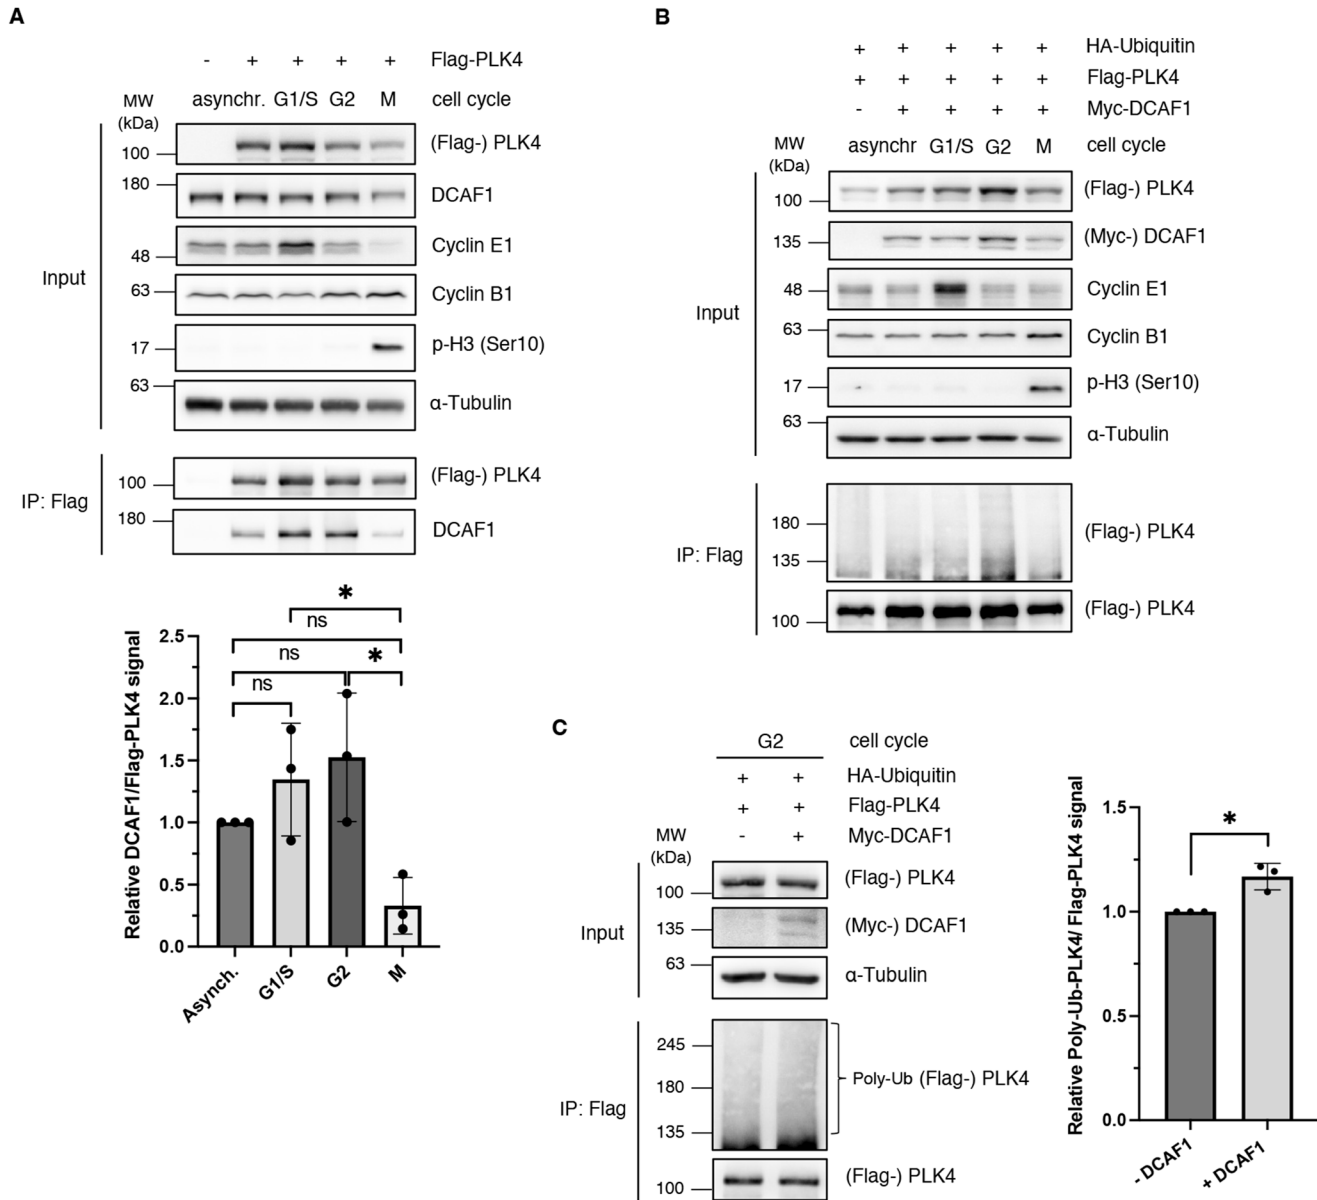 A
- + + + + Flag-PLK4
MW (kDa) asynchr. G1/S G2 M cell cycle
Input
100 (Flag-) PLK4
180 DCAF1
48 Cyclin E1
63 Cyclin B1
17 p-H3 (Ser10)
63 α-Tubulin
IP: Flag
100 (Flag-) PLK4
180 DCAF1
Relative DCAF1/Flag-PLK4 signal
2.5
2.0
1.5
1.0
0.5
0.0
*
ns
ns *
ns
Asynch. G1/S G2 M
B
+ + + + + HA-Ubiquitin
+ + + + + Flag-PLK4
- + + + + Myc-DCAF1
MW (kDa) asynchr G1/S G2 M cell cycle
Input
100 (Flag-) PLK4
135 (Myc-) DCAF1
48 Cyclin E1
63 Cyclin B1
17 p-H3 (Ser10)
63 α-Tubulin
IP: Flag
180
135
(Flag-) PLK4
100 (Flag-) PLK4
C
G2 cell cycle
+ + HA-Ubiquitin
+ + Flag-PLK4
- + Myc-DCAF1
MW (kDa)
Input
100 (Flag-) PLK4
135 (Myc-) DCAF1
63 α-Tubulin
IP: Flag
245
180
135
Poly-Ub (Flag-) PLK4
100 (Flag-) PLK4
Relative Poly-Ub-PLK4/ Flag-PLK4 signal
1.5
1.0
0.5
0.0
*
- DCAF1 + DCAF1